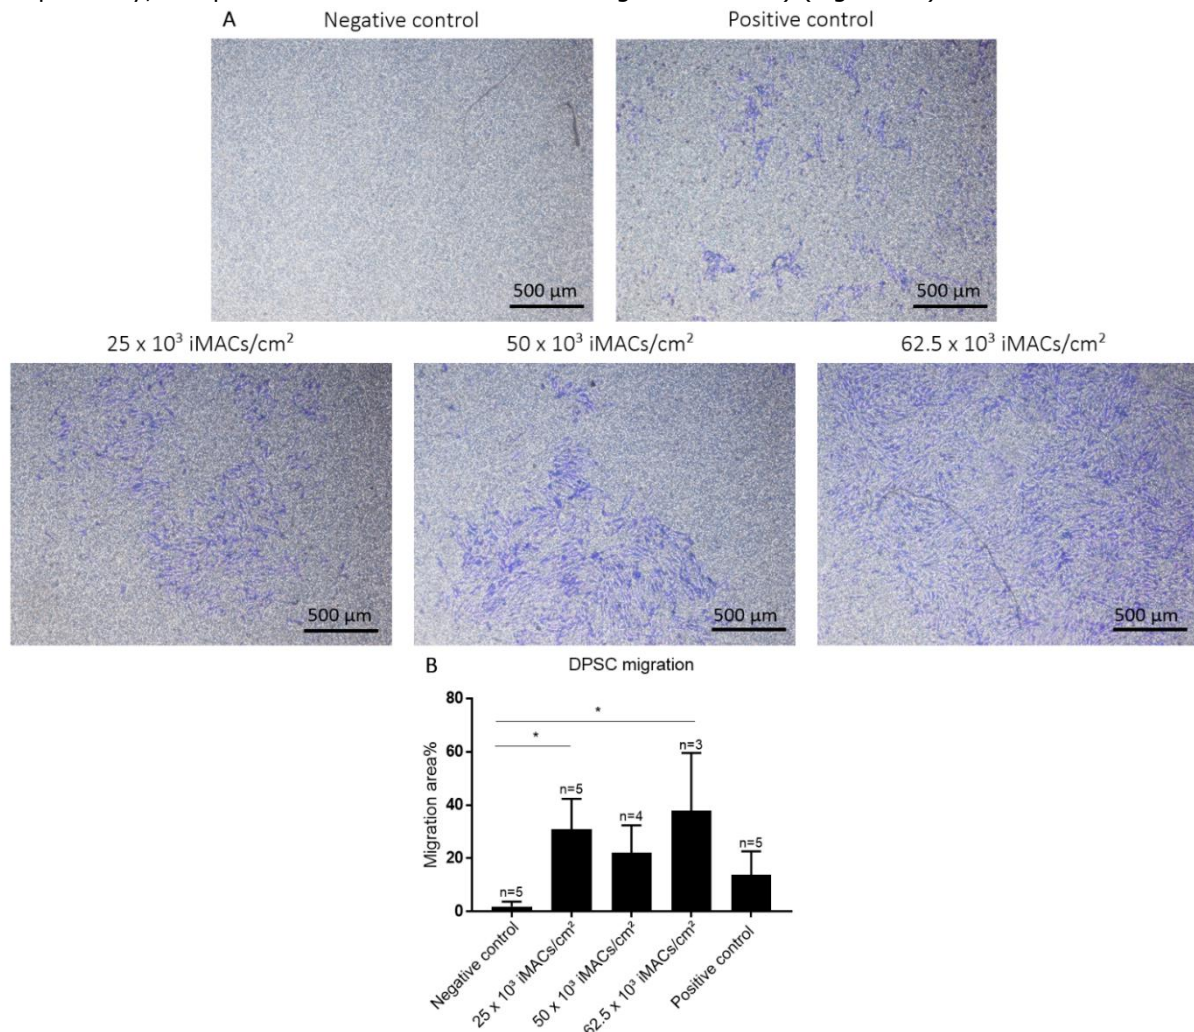 (
A
Negative control
Positive control
500 µm
500 µm
25 x 10³ iMACs/cm²
50 x 10³ iMACs/cm²
62.5 x 10³ iMACs/cm²
500 µm
500 µm
500 µm
B
DPSC migration
80
60
40
20
0
Migration area%
*
*
n=5
n=5
n=4
n=3
n=5
Negative control
25 x 10³ iMACs/cm²
50 x 10³ iMACs/cm²
62.5 x 10³ iMACs/cm²
Positive control